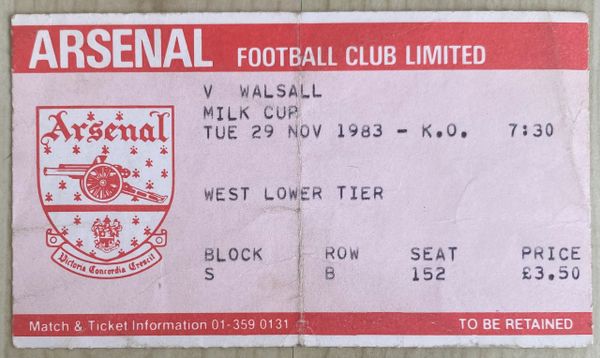 ARSENAL FOOTBALL CLUB LIMITED
V WALSALL
MILK CUP
TUE 29 NOV 1983 - K.O. 7:30
Arsenal
WEST LOWER TIER
BLOCK ROW SEAT PRICE
S B 152 £3.50
Victoria Concordia Crescit
Match & Ticket Information 01-359 0131 TO BE RETAINED